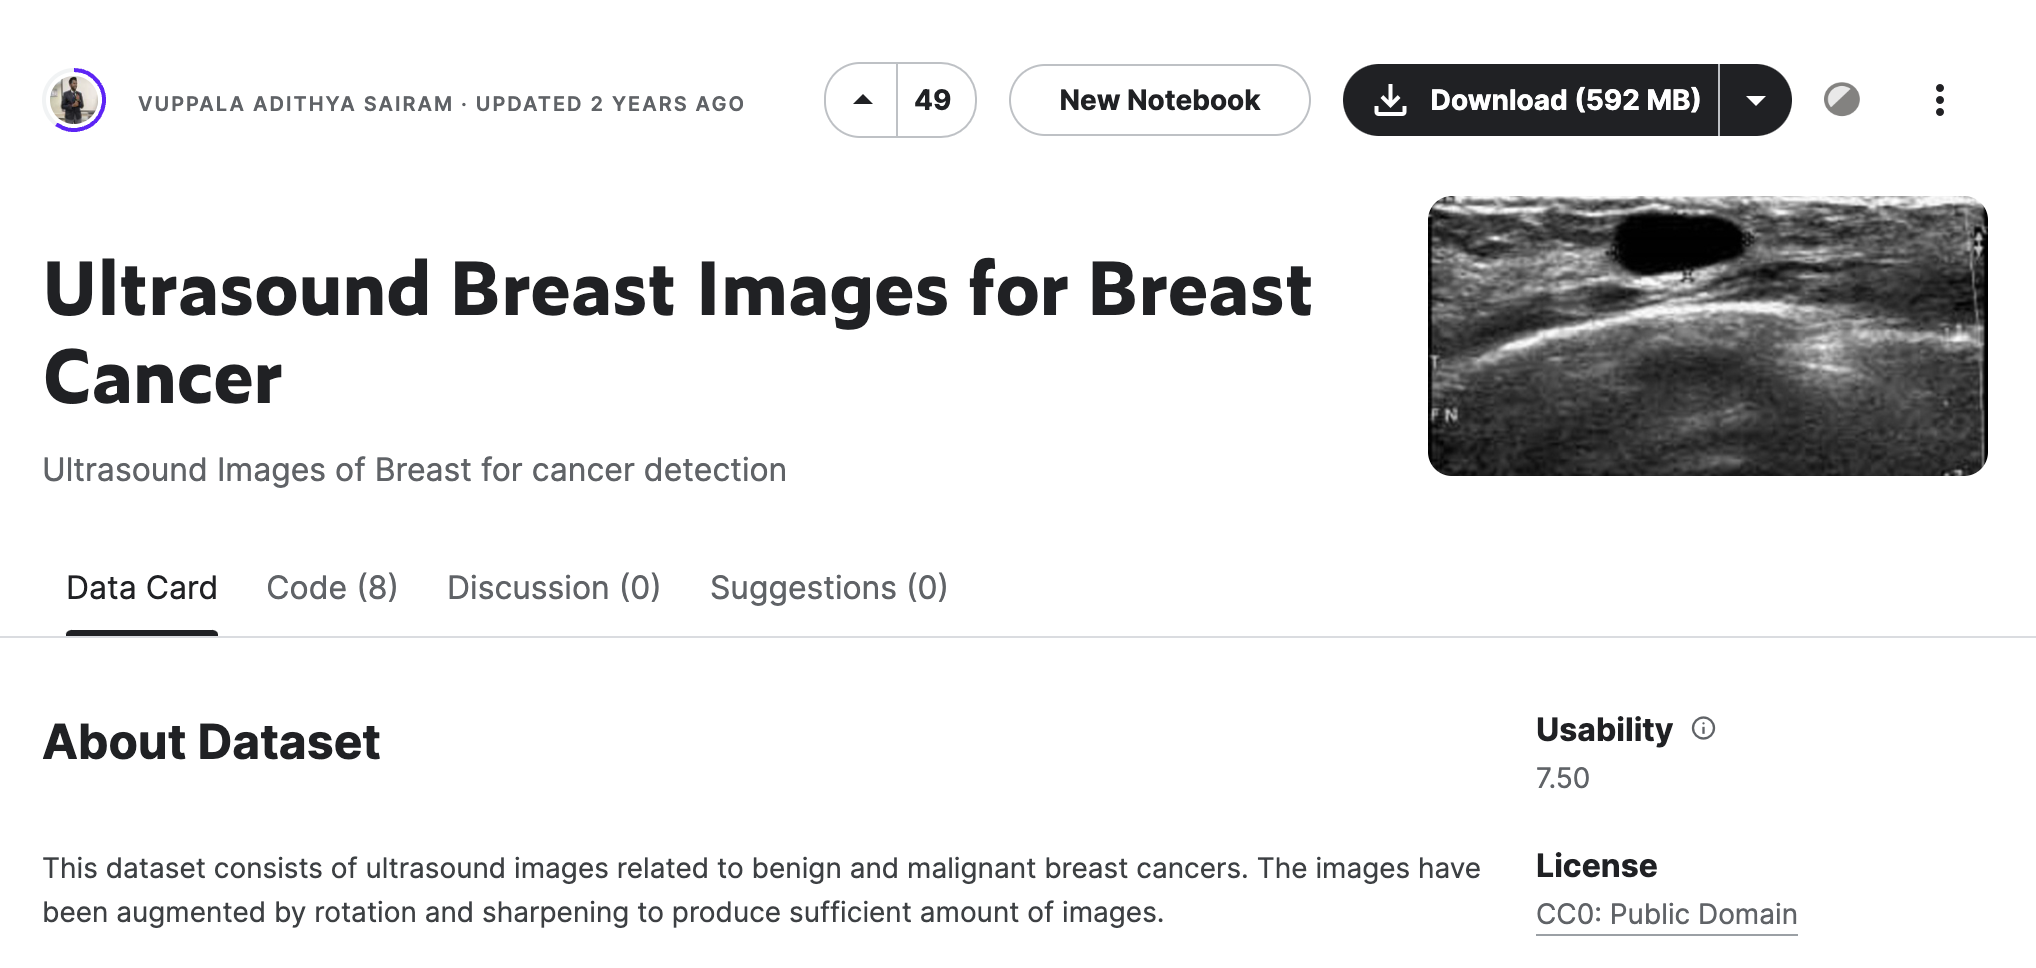 VUPPALA ADITHYA SAIRAM · UPDATED 2 YEARS AGO
49
New Notebook
Download (592 MB)
Ultrasound Breast Images for Breast
Cancer
Ultrasound Images of Breast for cancer detection
T
FN
Data Card
Code (8)
Discussion (0)
Suggestions (0)
About Dataset
This dataset consists of ultrasound images related to benign and malignant breast cancers. The images have
been augmented by rotation and sharpening to produce sufficient amount of images.
Usability
7.50
License
CC0: Public Domain